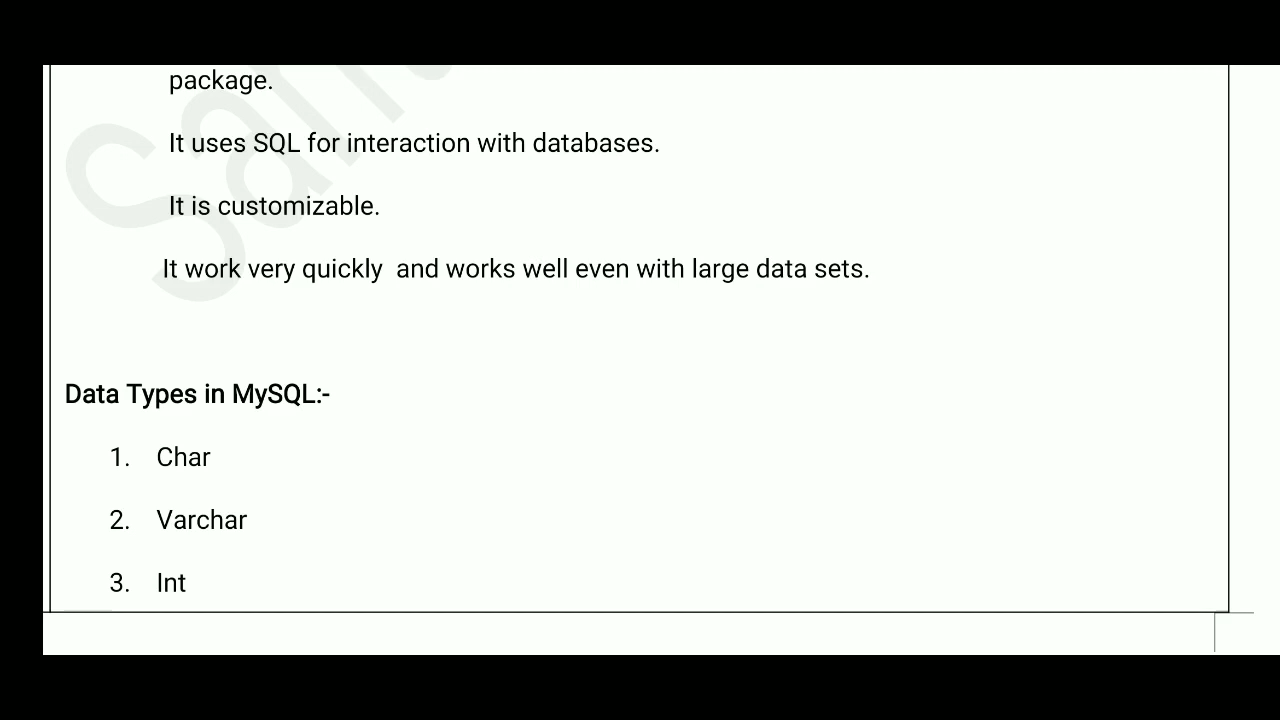 package.
It uses SQL for interaction with databases.
It is customizable.
It work very quickly  and works well even with large data sets.
Data Types in MySQL:-
1. Char
2. Varchar
3. Int